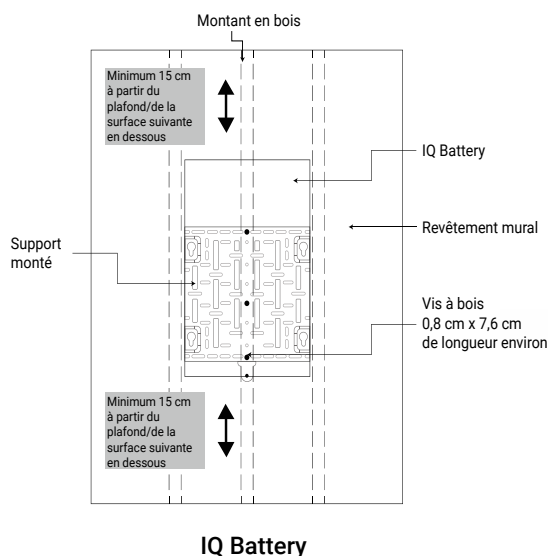 Montant en bois
Minimum 15 cm
à partir du
plafond/de la
surface suivante
en dessous
IQ Battery
Revêtement mural
Support
monté
Vis à bois
0,8 cm x 7,6 cm
de longueur environ
Minimum 15 cm
à partir du
plafond/de la
surface suivante
en dessous
IQ Battery